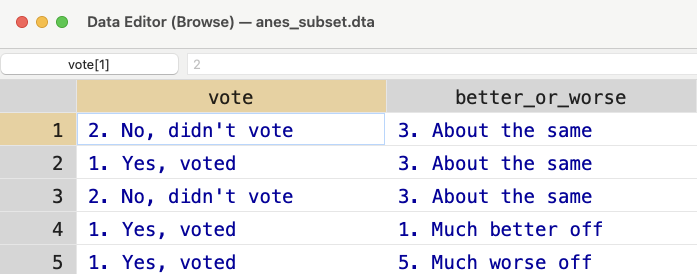 Data Editor (Browse) — anes_subset.dta
vote[1] 2
vote better_or_worse
1 2. No, didn't vote 3. About the same
2 1. Yes, voted 3. About the same
3 2. No, didn't vote 3. About the same
4 1. Yes, voted 1. Much better off
5 1. Yes, voted 5. Much worse off